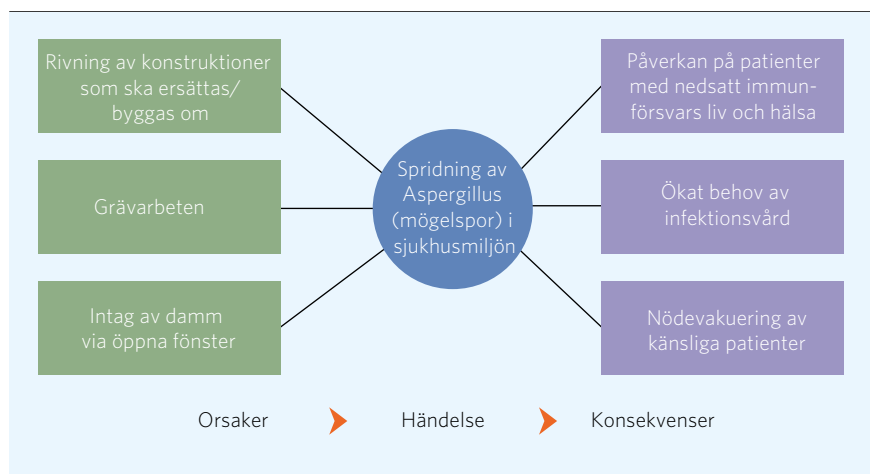 Rivning av konstruktioner
som ska ersättas/
byggas om
Grävarbeten
Intag av damm
via öppna fönster
Spridning av
Aspergillus
(mögelspor) i
sjukhusmiljön
Påverkan på patienter
med nedsatt immun-
försvars liv och hälsa
Ökat behov av
infektionsvård
Nödevakuering av
känsliga patienter
Orsaker
Händelse
Konsekvenser